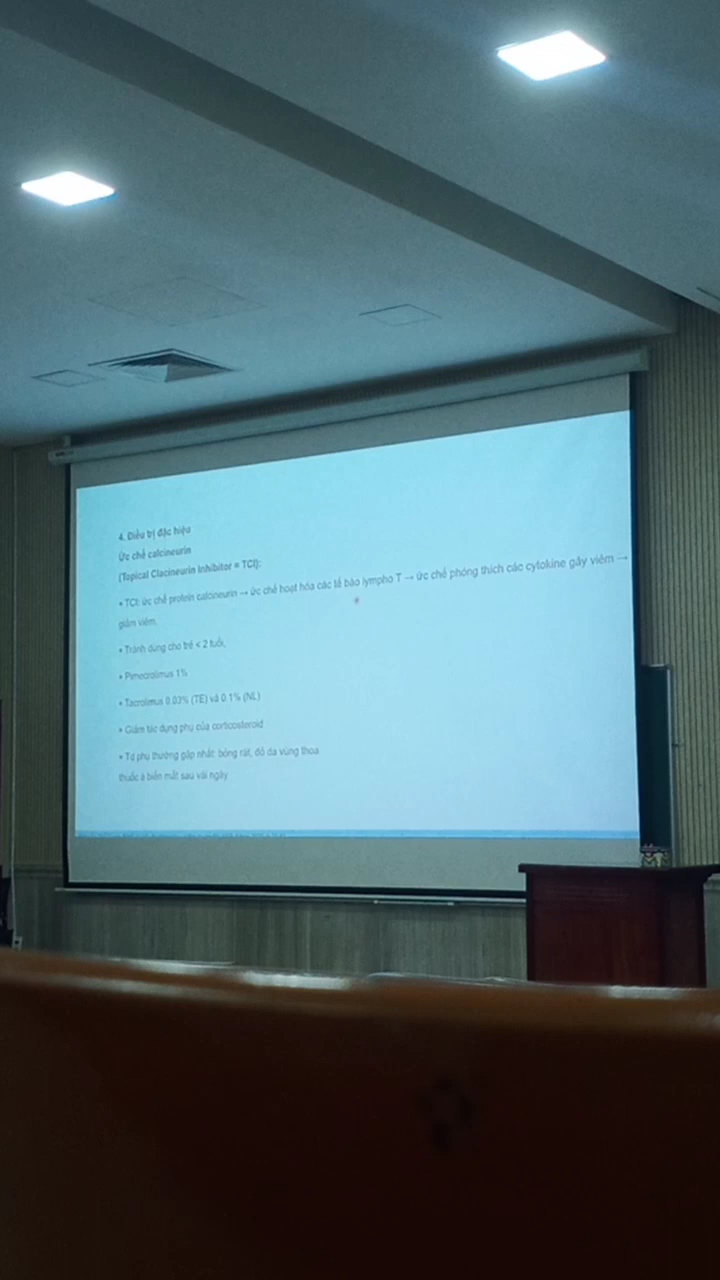 4. Điều trị đặc hiệu
Ức chế calcineurin
(Topical Clacineurin Inhibitor = TCI):
• TCI: ức chế protein calcineurin → ức chế hoạt hóa các tế bào lympho T → ức chế phóng thích các cytokine gây viêm →
giảm viêm.
• Tránh dùng cho trẻ < 2 tuổi,
• Pimecrolimus 1%
• Tacrolimus 0.03% (TE) và 0.1% (NL)
• Giảm tác dụng phụ của corticosteroid
• Td phụ thường gặp nhất: bỏng rát, đỏ da vùng thoa
thuốc à biến mất sau vài ngày